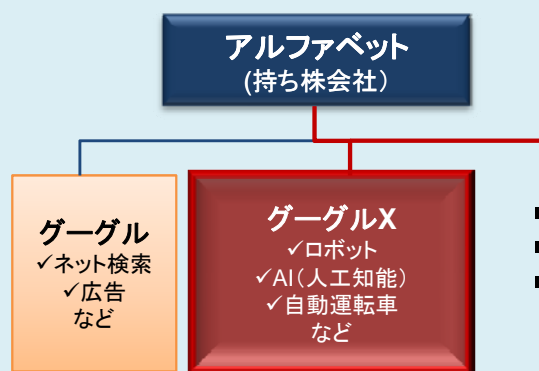 アルファベット
(持ち株会社）
グーグル
✓ネット検索
✓広告
など
グーグルX
✓ロボット
✓AI（人工知能）
✓自動運転車
など